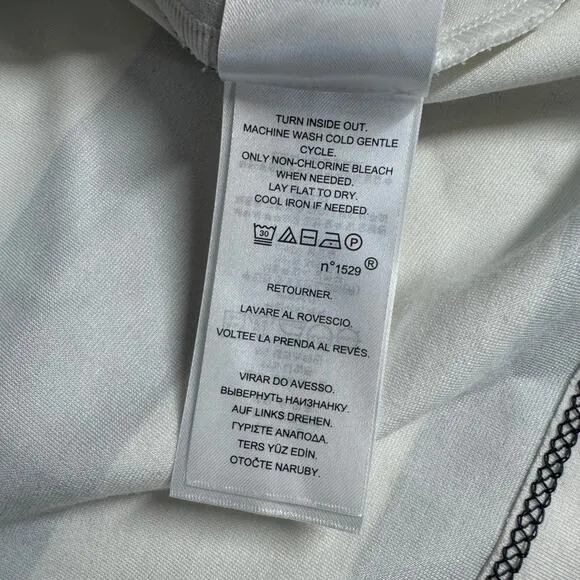 TURN INSIDE OUT.
MACHINE WASH COLD GENTLE
CYCLE.
ONLY NON-CHLORINE BLEACH
WHEN NEEDED.
LAY FLAT TO DRY.
COOL IRON IF NEEDED.
30 P
n°1529 ®
RETOURNER.
LAVARE AL ROVESCIO.
VOLTEE LA PRENDA AL REVÉS.
VIRAR DO AVESSO.
ВЫВЕРНУТЬ НАИЗНАНКУ.
AUF LINKS DREHEN.
ΓΥΡΙΣΤΕ ΑΝΑΠΟΔΑ.
TERS YÜZ EDİN.
OTOČTE NARUBY.